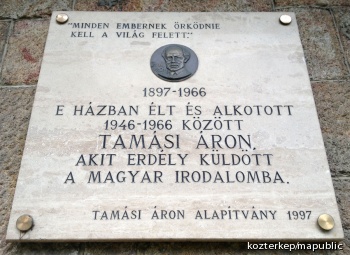 "MINDEN EMBERNEK ŐRKÖDNIE
KELL A VILÁG FELETT."
1897-1966
E HÁZBAN ÉLT ÉS ALKOTOTT
1946-1966 KÖZÖTT
TAMÁSI ÁRON,
AKIT ERDÉLY KÜLDÖTT
A MAGYAR IRODALOMBA.
TAMÁSI ÁRON ALAPÍTVÁNY 1997
kozterkep/mapublic